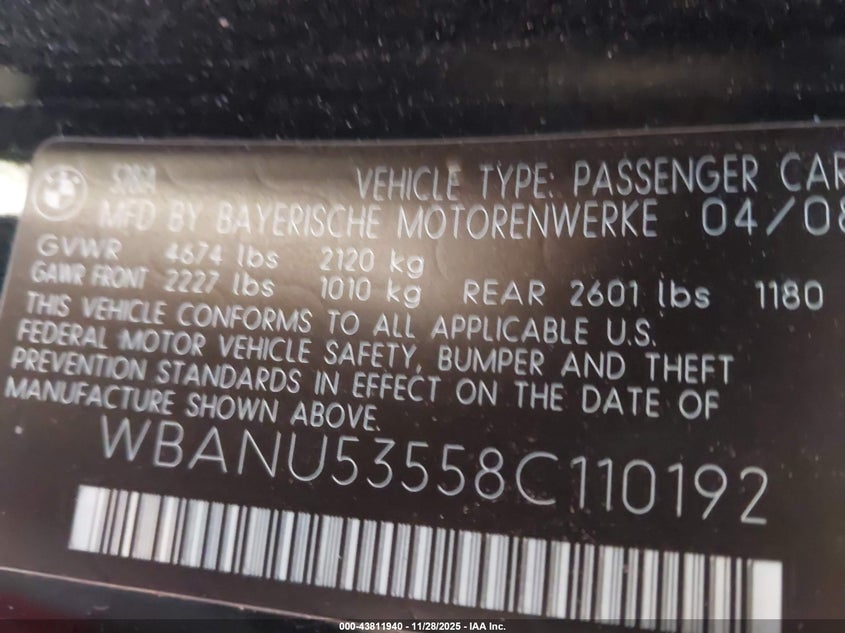 528iA VEHICLE TYPE: PASSENGER CAR
MFD BY BAYERISCHE MOTORENWERKE 04/08
GVWR 4674 lbs 2120 kg
GAWR FRONT 2227 lbs 1010 kg REAR 2601 lbs 1180
THIS VEHICLE CONFORMS TO ALL APPLICABLE U.S.
FEDERAL MOTOR VEHICLE SAFETY, BUMPER AND THEFT
PREVENTION STANDARDS IN EFFECT ON THE DATE OF
MANUFACTURE SHOWN ABOVE.
WBANU53558C110192
000-43811940 - 11/28/2025 - IAA Inc.